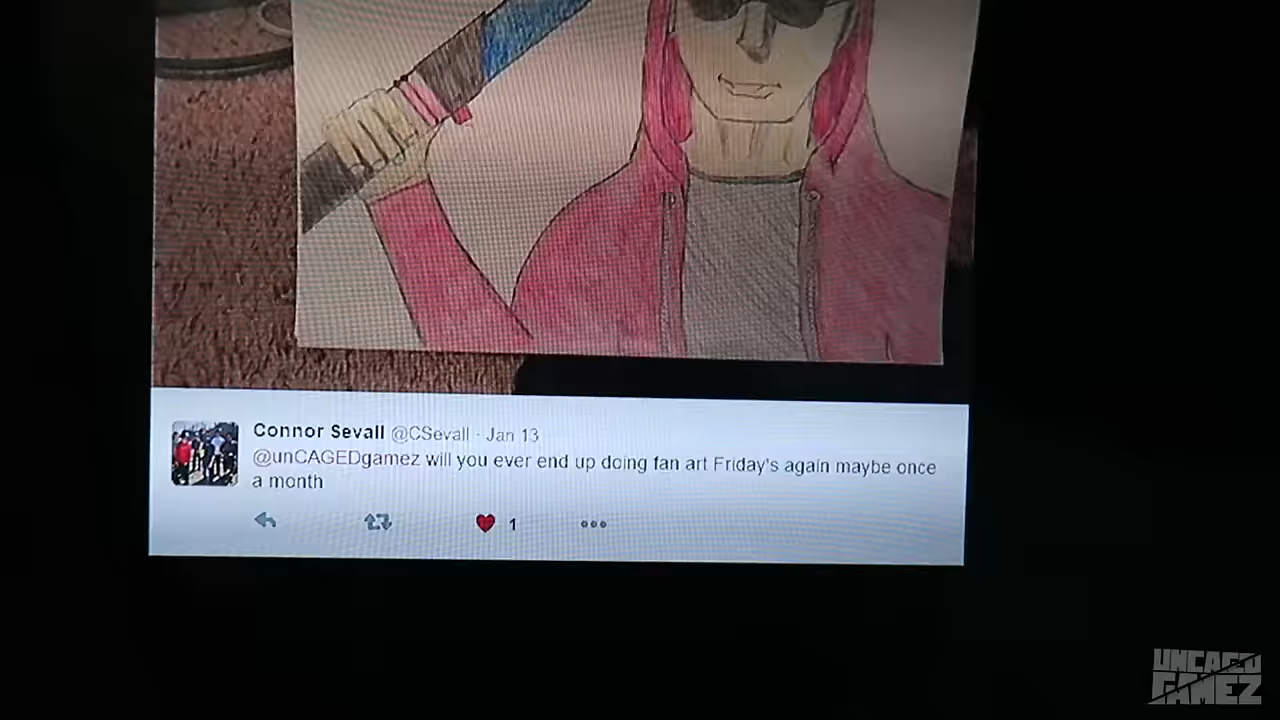 Connor Sevall @CSevall · Jan 13
@unCAGEDgamez will you ever end up doing fan art Friday's again maybe once
a month
1
UNCAGED
GAMEZ